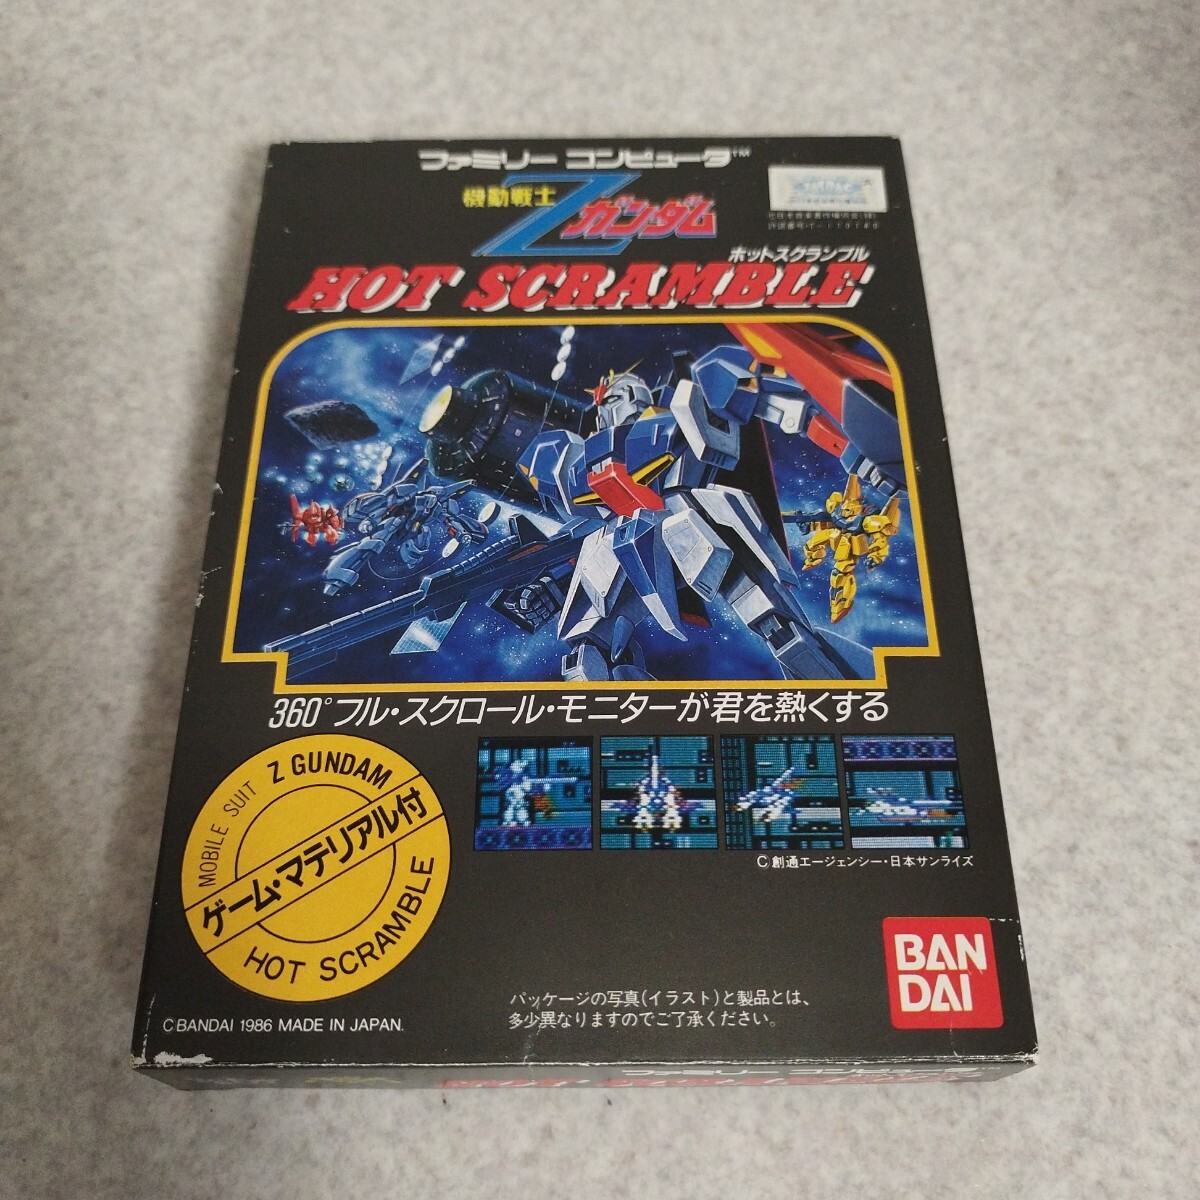 ファミリー コンピュータ™
機動戦士
Zガンダム
ホットスクランブル
HOT SCRAMBLE
360°フル・スクロール・モニターが君を熱くする
MOBILE SUIT Z GUNDAM
ゲーム・マテリアル付
HOT SCRAMBLE
©創通エージェンシー・日本サンライズ
BAN
DAI
パッケージの写真(イラスト)と製品とは、
多少異なりますのでご了承ください。
©BANDAI 1986 MADE IN JAPAN.
ファミリー コンピュータ
HOT SCRAMBLE